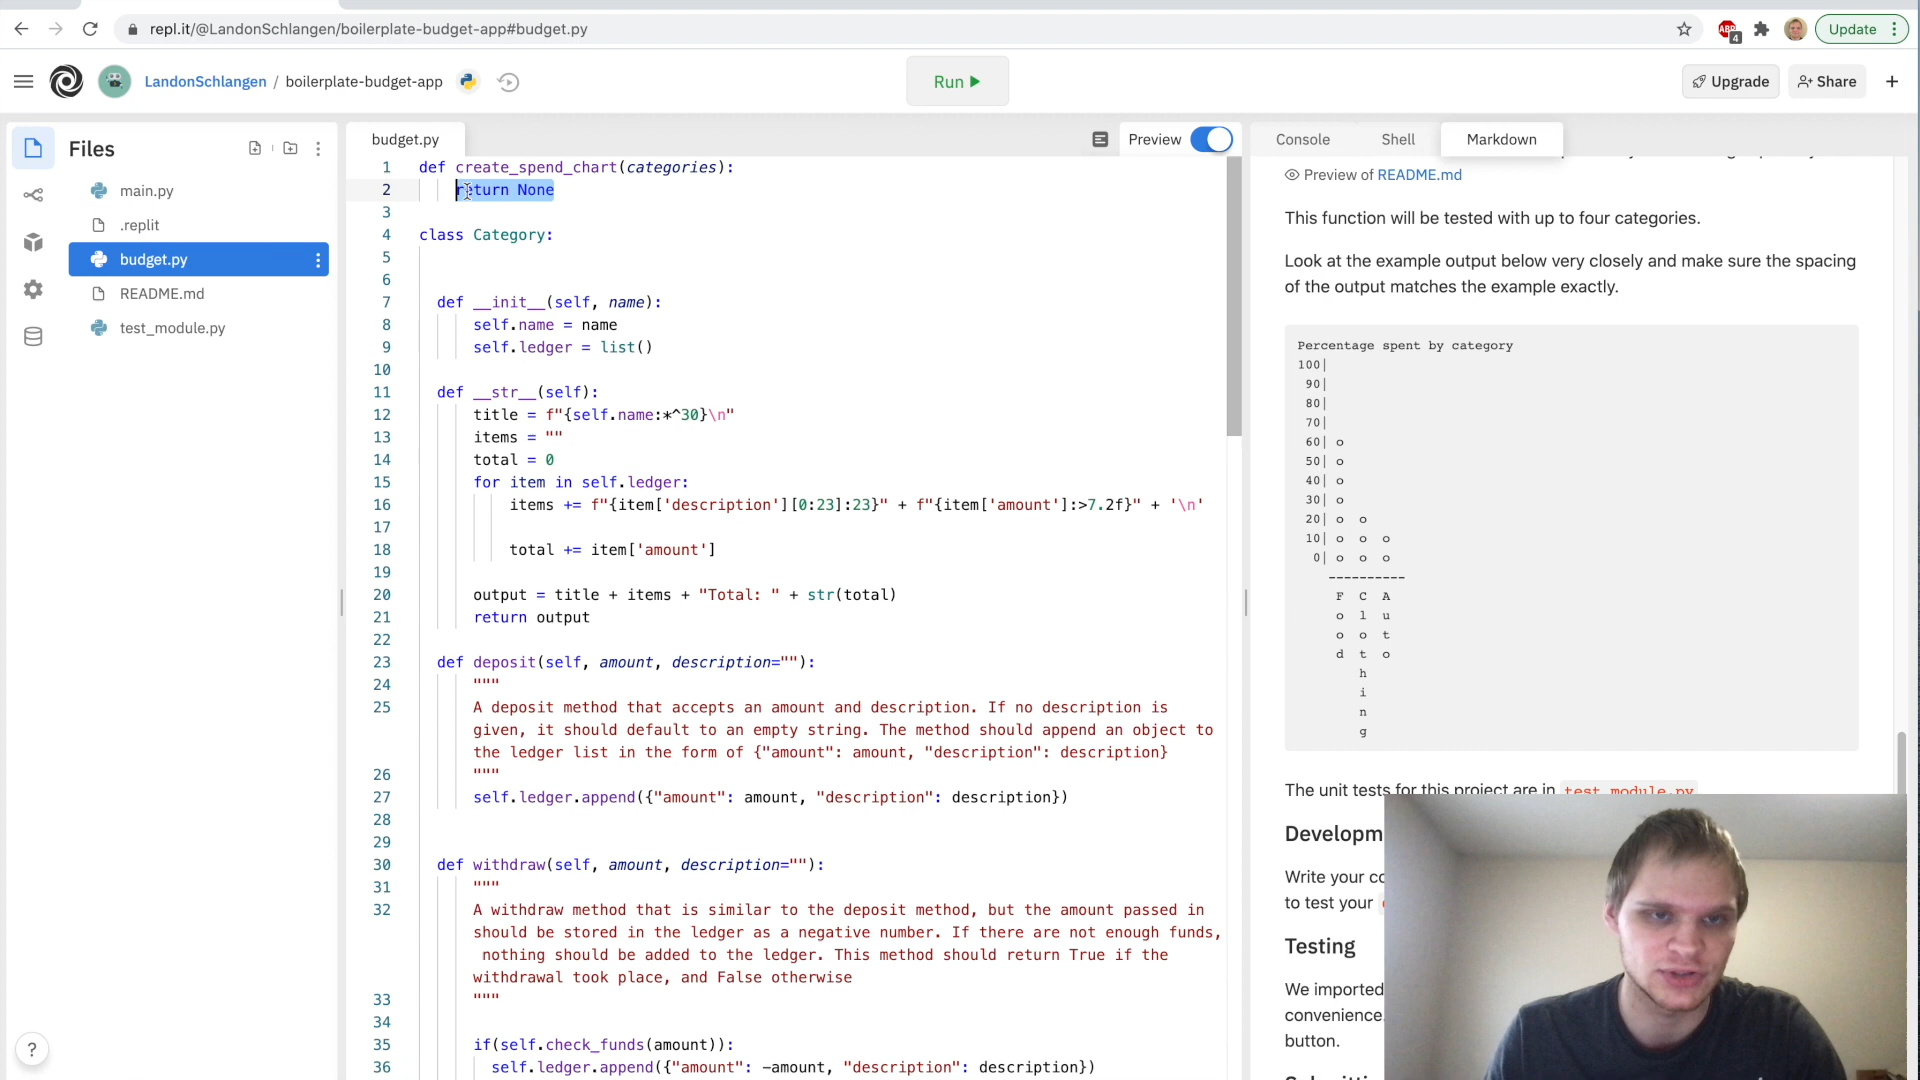 repl.it/@LandonSchlangen/boilerplate-budget-app#budget.py
ABP
4
Update
LandonSchlangen / boilerplate-budget-app
Run
Upgrade
Share
Files
main.py
.replit
budget.py
README.md
test_module.py
budget.py
Preview
1 def create_spend_chart(categories):
2 return None
3
4 class Category:
5
6
7 def __init__(self, name):
8 self.name = name
9 self.ledger = list()
10
11 def __str__(self):
12 title = f"{self.name:*^30}\n"
13 items = ""
14 total = 0
15 for item in self.ledger:
16 items += f"{item['description'][0:23]:23}" + f"{item['amount']:>7.2f}" + '\n'
17
18 total += item['amount']
19
20 output = title + items + "Total: " + str(total)
21 return output
22
23 def deposit(self, amount, description=""):
24 """
25 A deposit method that accepts an amount and description. If no description is
given, it should default to an empty string. The method should append an object to
the ledger list in the form of {"amount": amount, "description": description}
26 """
27 self.ledger.append({"amount": amount, "description": description})
28
29
30 def withdraw(self, amount, description=""):
31 """
32 A withdraw method that is similar to the deposit method, but the amount passed in
should be stored in the ledger as a negative number. If there are not enough funds,
nothing should be added to the ledger. This method should return True if the
withdrawal took place, and False otherwise
33 """
34
35 if(self.check_funds(amount)):
36 self.ledger.append({"amount": -amount, "description": description})
?
Console
Shell
Markdown
Preview of README.md
This function will be tested with up to four categories.
Look at the example output below very closely and make sure the spacing
of the output matches the example exactly.
Percentage spent by category
100|
90|
80|
70|
60| o
50| o
40| o
30| o
20| o o
10| o o o
0| o o o
----------
F C A
o l u
o o t
d t o
h
i
n
g
The unit tests for this project are in test_module.py
Developm
Write your co
to test your
Testing
We imported
convenience.
button.